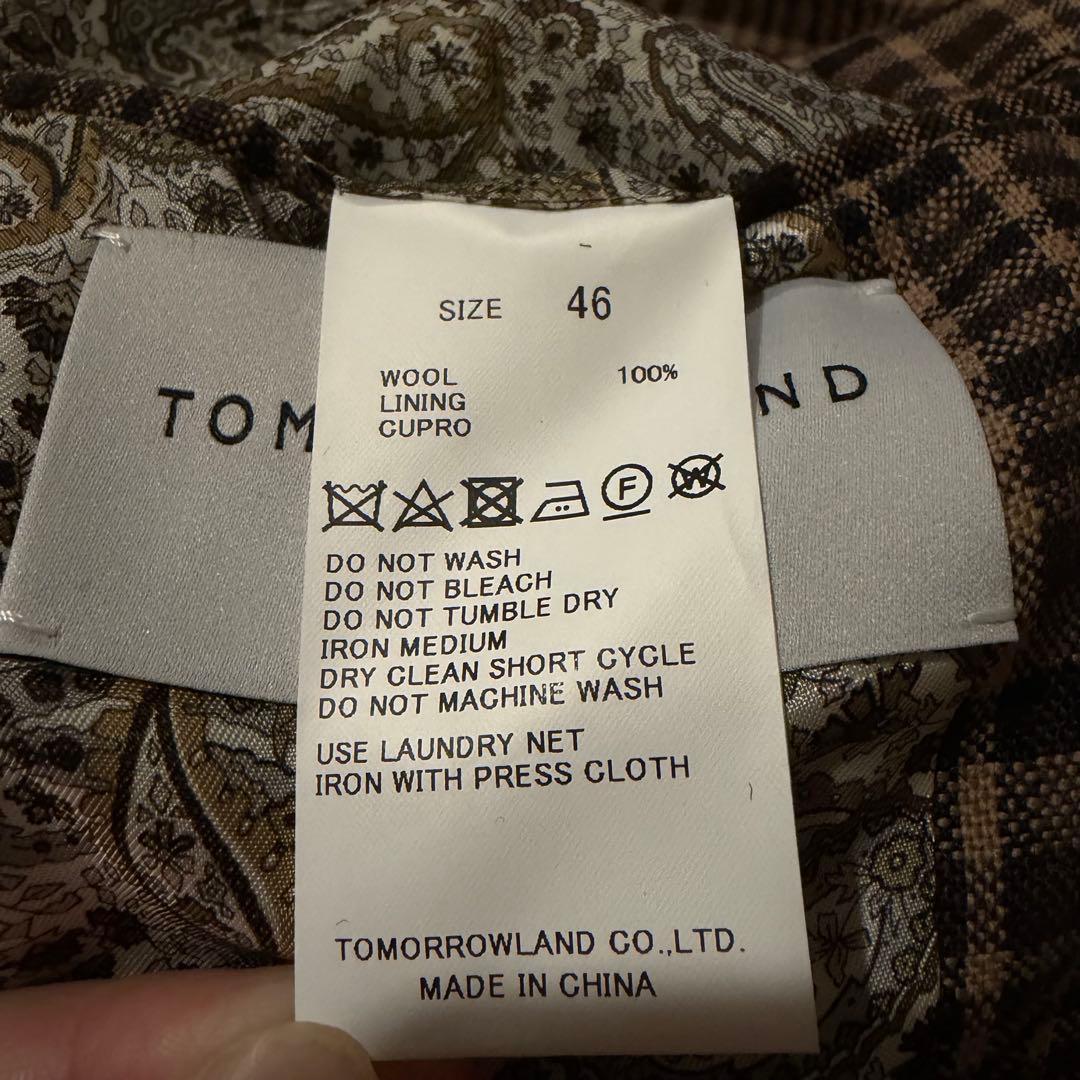 SIZE 46
WOOL 100%
LINING
CUPRO
TOM ND
F W
DO NOT WASH
DO NOT BLEACH
DO NOT TUMBLE DRY
IRON MEDIUM
DRY CLEAN SHORT CYCLE
DO NOT MACHINE WASH
USE LAUNDRY NET
IRON WITH PRESS CLOTH
TOMORROWLAND CO.,LTD.
MADE IN CHINA